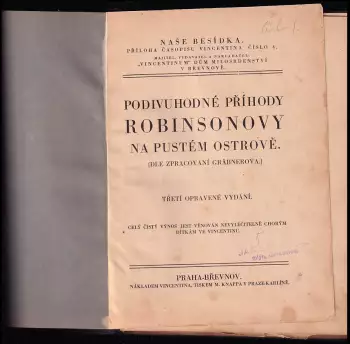 NAŠE BESÍDKA.
PŘÍLOHA ČASOPISU VINCENTINA ČÍSLO 4.
MAJITEL, VYDAVATEL A NAKLADATEL:
„VINCENTINUM“ DŮM MILOSRDENSTVÍ
V BŘEVNOVĚ.
PODIVUHODNÉ PŘÍHODY
ROBINSONOVY
NA PUSTÉM OSTROVĚ.
(DLE ZPRACOVÁNÍ GRÄBNEROVA.)
TŘETÍ OPRAVENÉ VYDÁNÍ.
CELÝ ČISTÝ VÝNOS JEST VĚNOVÁN NEVYLÉČITELNĚ CHORÝM
DÍTKÁM VE VINCENTINU.
PRAHA-BŘEVNOV.
NÁKLADEM VINCENTINA, TISKEM M. KNAPPA V PRAZE-KARLÍNĚ.